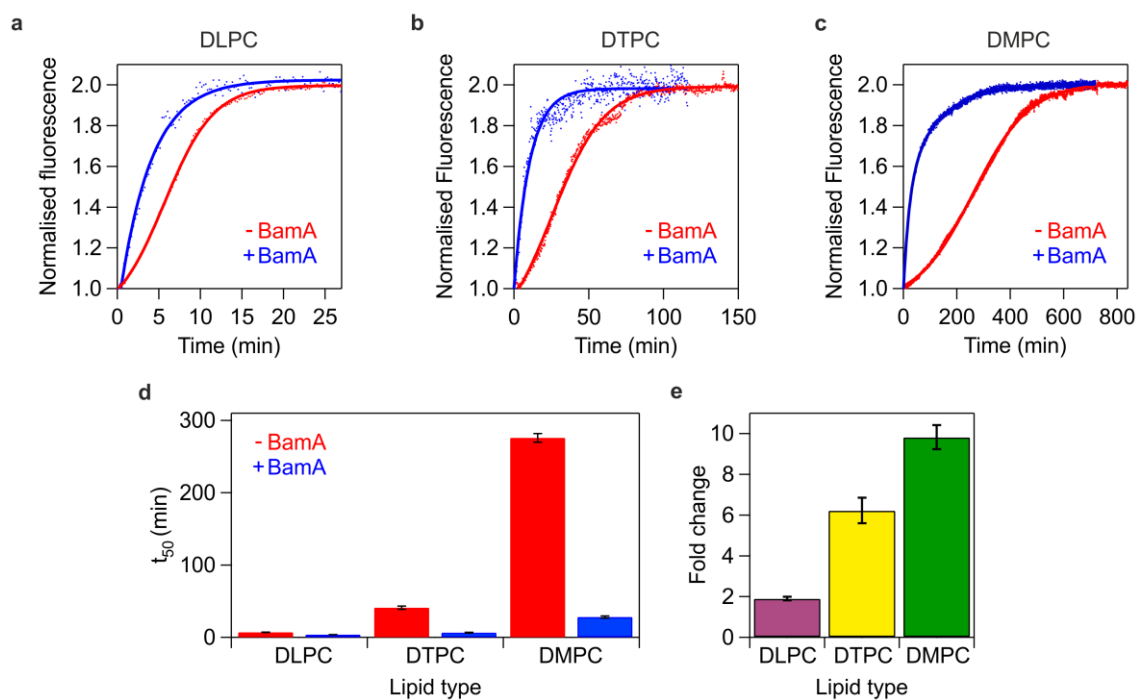 a
DLPC
Normalised fluorescence
2.0
1.8
1.6
1.4
1.2
1.0
- BamA
+ BamA
0 5 10 15 20 25
Time (min)
b
DTPC
Normalised Fluorescence
2.0
1.8
1.6
1.4
1.2
1.0
- BamA
+ BamA
0 50 100 150
Time (min)
c
DMPC
Normalised Fluorescence
2.0
1.8
1.6
1.4
1.2
1.0
- BamA
+ BamA
0 200 400 600 800
Time (min)
d
t50 (min)
300
200
100
0
- BamA
+ BamA
DLPC DTPC DMPC
Lipid type
e
Fold change
10
8
6
4
2
0
DLPC DTPC DMPC
Lipid type